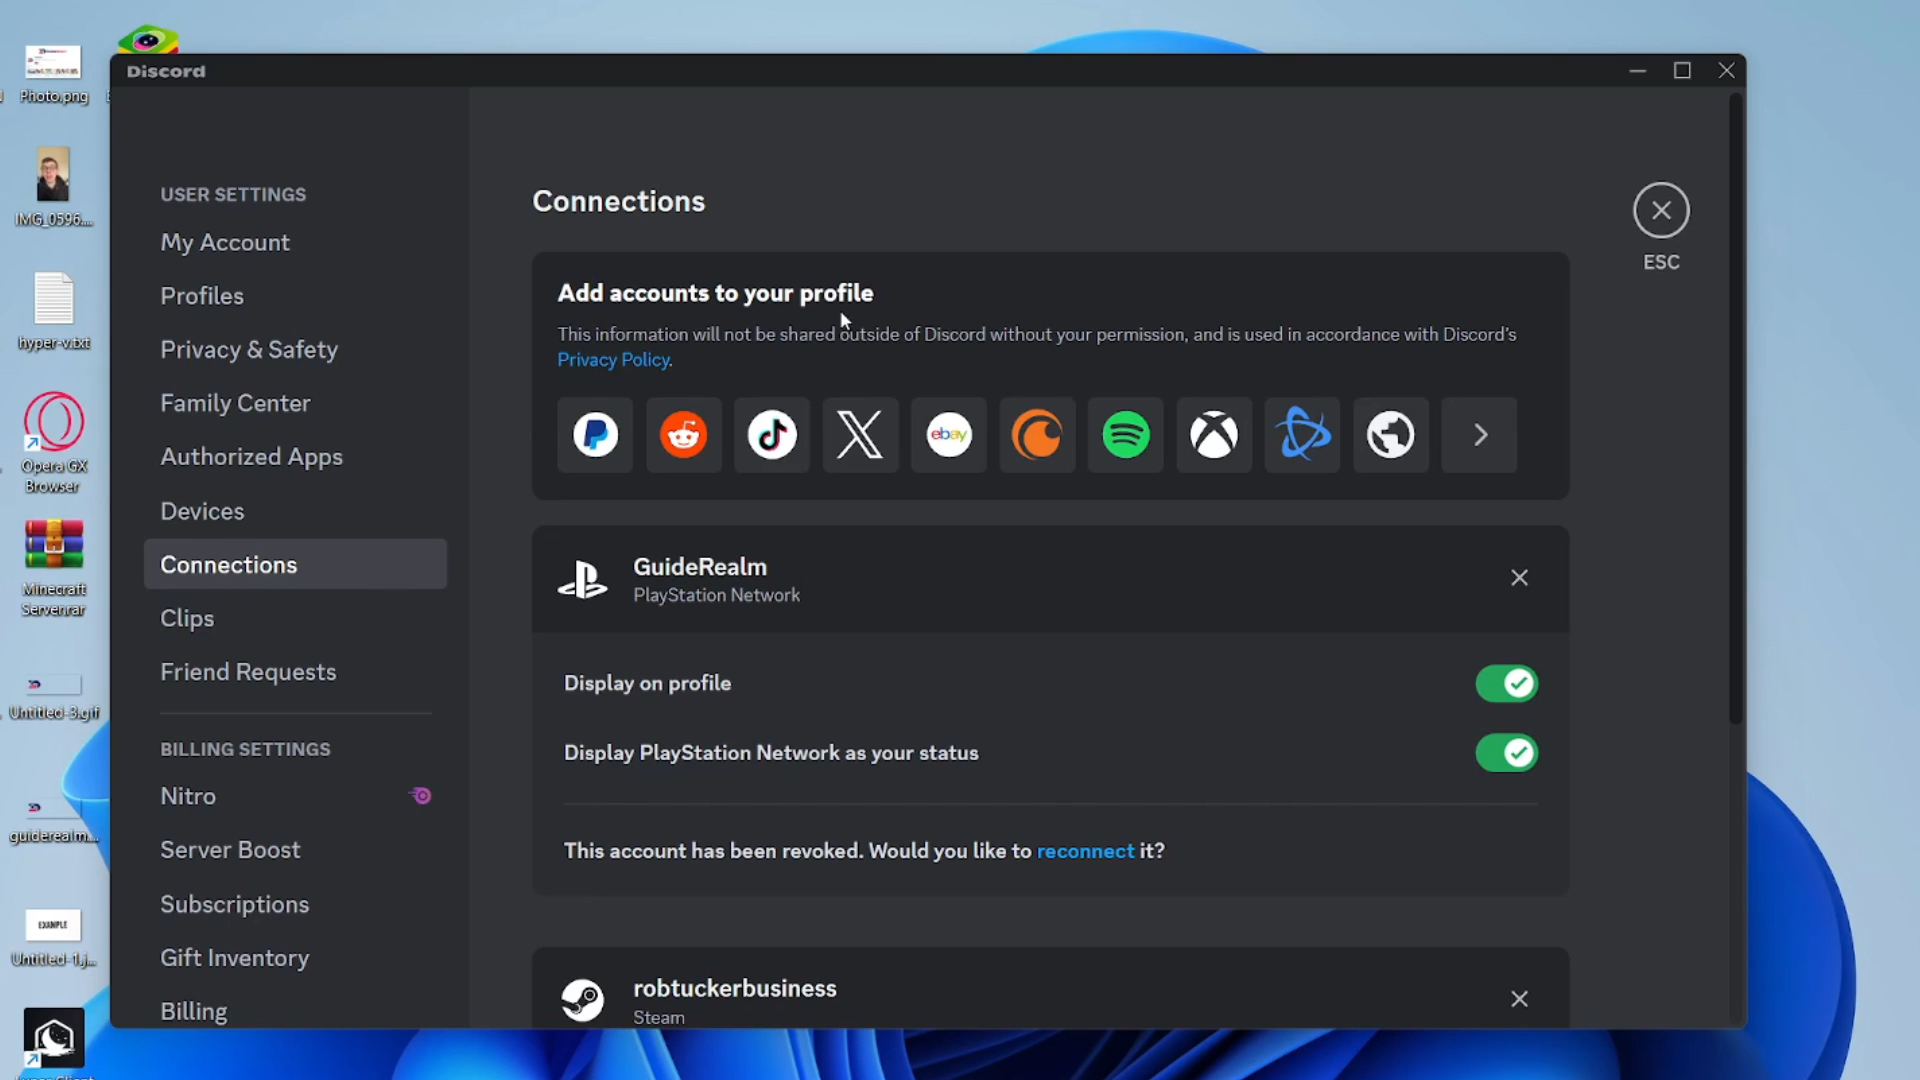 Photo.png
IMG_0596....
hyper-v.txt
Opera GX
Browser
Minecraft
Server.rar
Untitled-3.gif
guiderealm....
EXAMPLE
Untitled-1.j...
Discord
USER SETTINGS
My Account
Profiles
Privacy & Safety
Family Center
Authorized Apps
Devices
Connections
Clips
Friend Requests
BILLING SETTINGS
Nitro
Server Boost
Subscriptions
Gift Inventory
Billing
Connections
ESC
Add accounts to your profile
This information will not be shared outside of Discord without your permission, and is used in accordance with Discord's
Privacy Policy.
ebay
GuideRealm
PlayStation Network
Display on profile
Display PlayStation Network as your status
This account has been revoked. Would you like to reconnect it?
robtuckerbusiness
Steam